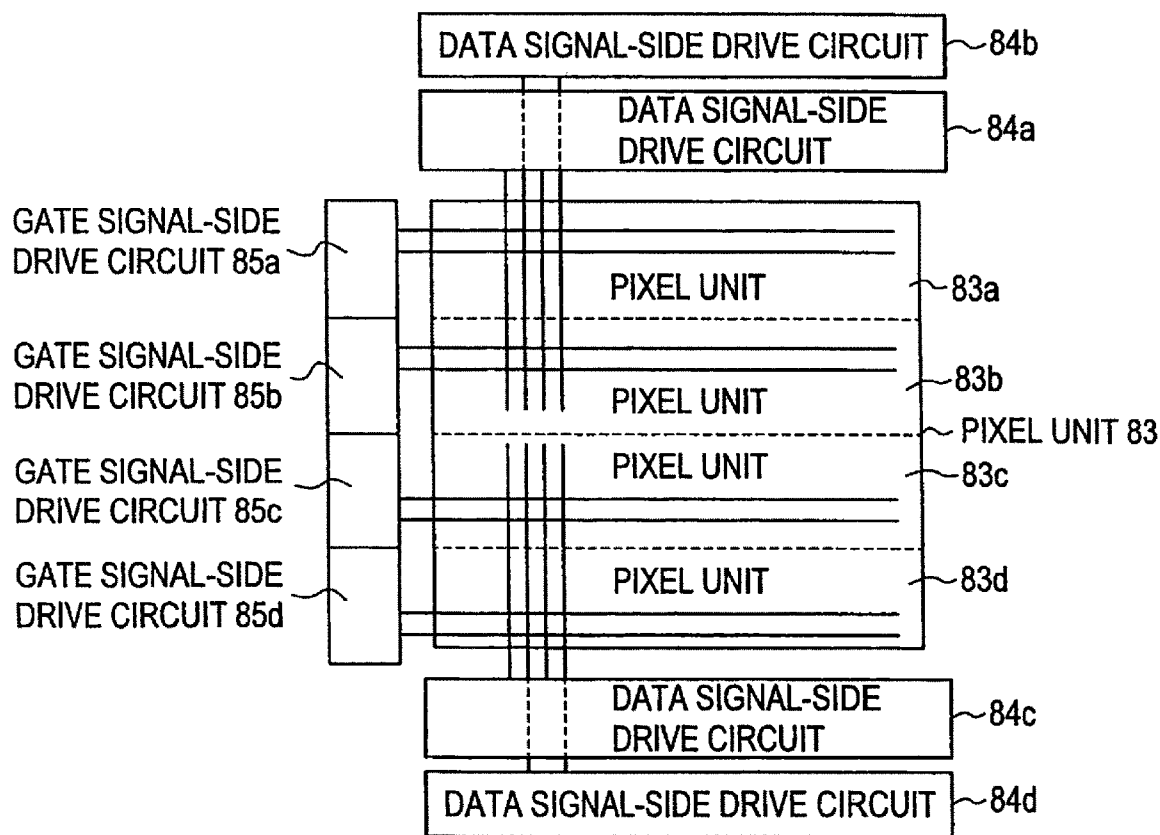 DATA SIGNAL-SIDE DRIVE CIRCUIT
84b
DATA SIGNAL-SIDE
DRIVE CIRCUIT
84a
GATE SIGNAL-SIDE
DRIVE CIRCUIT 85a
PIXEL UNIT
83a
GATE SIGNAL-SIDE
DRIVE CIRCUIT 85b
PIXEL UNIT
83b
PIXEL UNIT 83
GATE SIGNAL-SIDE
DRIVE CIRCUIT 85c
PIXEL UNIT
83c
GATE SIGNAL-SIDE
DRIVE CIRCUIT 85d
PIXEL UNIT
83d
DATA SIGNAL-SIDE
DRIVE CIRCUIT
84c
DATA SIGNAL-SIDE DRIVE CIRCUIT
84d